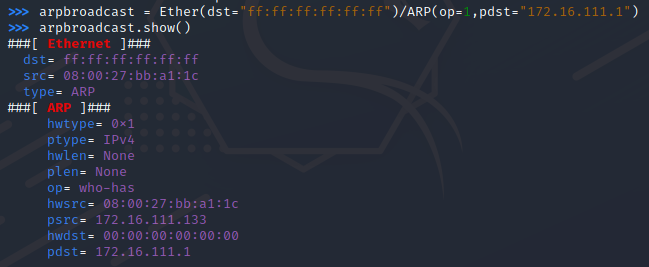 >>> arpbroadcast = Ether(dst="ff:ff:ff:ff:ff:ff")/ARP(op=1,pdst="172.16.111.1")
>>> arpbroadcast.show()
###[ Ethernet ]###
  dst= ff:ff:ff:ff:ff:ff
  src= 08:00:27:bb:a1:1c
  type= ARP
###[ ARP ]###
     hwtype= 0×1
     ptype= IPv4
     hwlen= None
     plen= None
     op= who-has
     hwsrc= 08:00:27:bb:a1:1c
     psrc= 172.16.111.133
     hwdst= 00:00:00:00:00:00
     pdst= 172.16.111.1